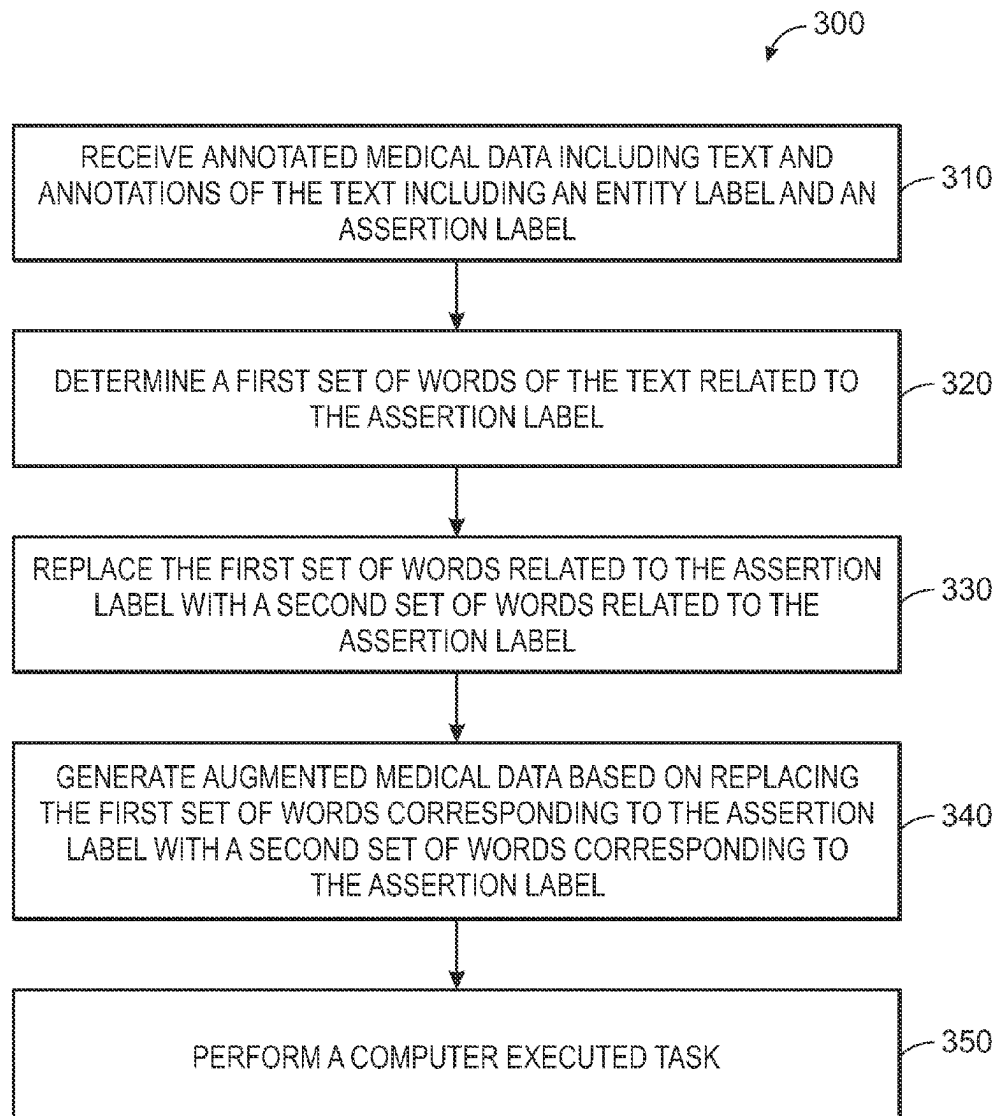 300
RECEIVE ANNOTATED MEDICAL DATA INCLUDING TEXT AND
ANNOTATIONS OF THE TEXT INCLUDING AN ENTITY LABEL AND AN
ASSERTION LABEL
310
DETERMINE A FIRST SET OF WORDS OF THE TEXT RELATED TO
THE ASSERTION LABEL
320
REPLACE THE FIRST SET OF WORDS RELATED TO THE ASSERTION
LABEL WITH A SECOND SET OF WORDS RELATED TO THE
ASSERTION LABEL
330
GENERATE AUGMENTED MEDICAL DATA BASED ON REPLACING
THE FIRST SET OF WORDS CORRESPONDING TO THE ASSERTION
LABEL WITH A SECOND SET OF WORDS CORRESPONDING TO
THE ASSERTION LABEL
340
PERFORM A COMPUTER EXECUTED TASK
350